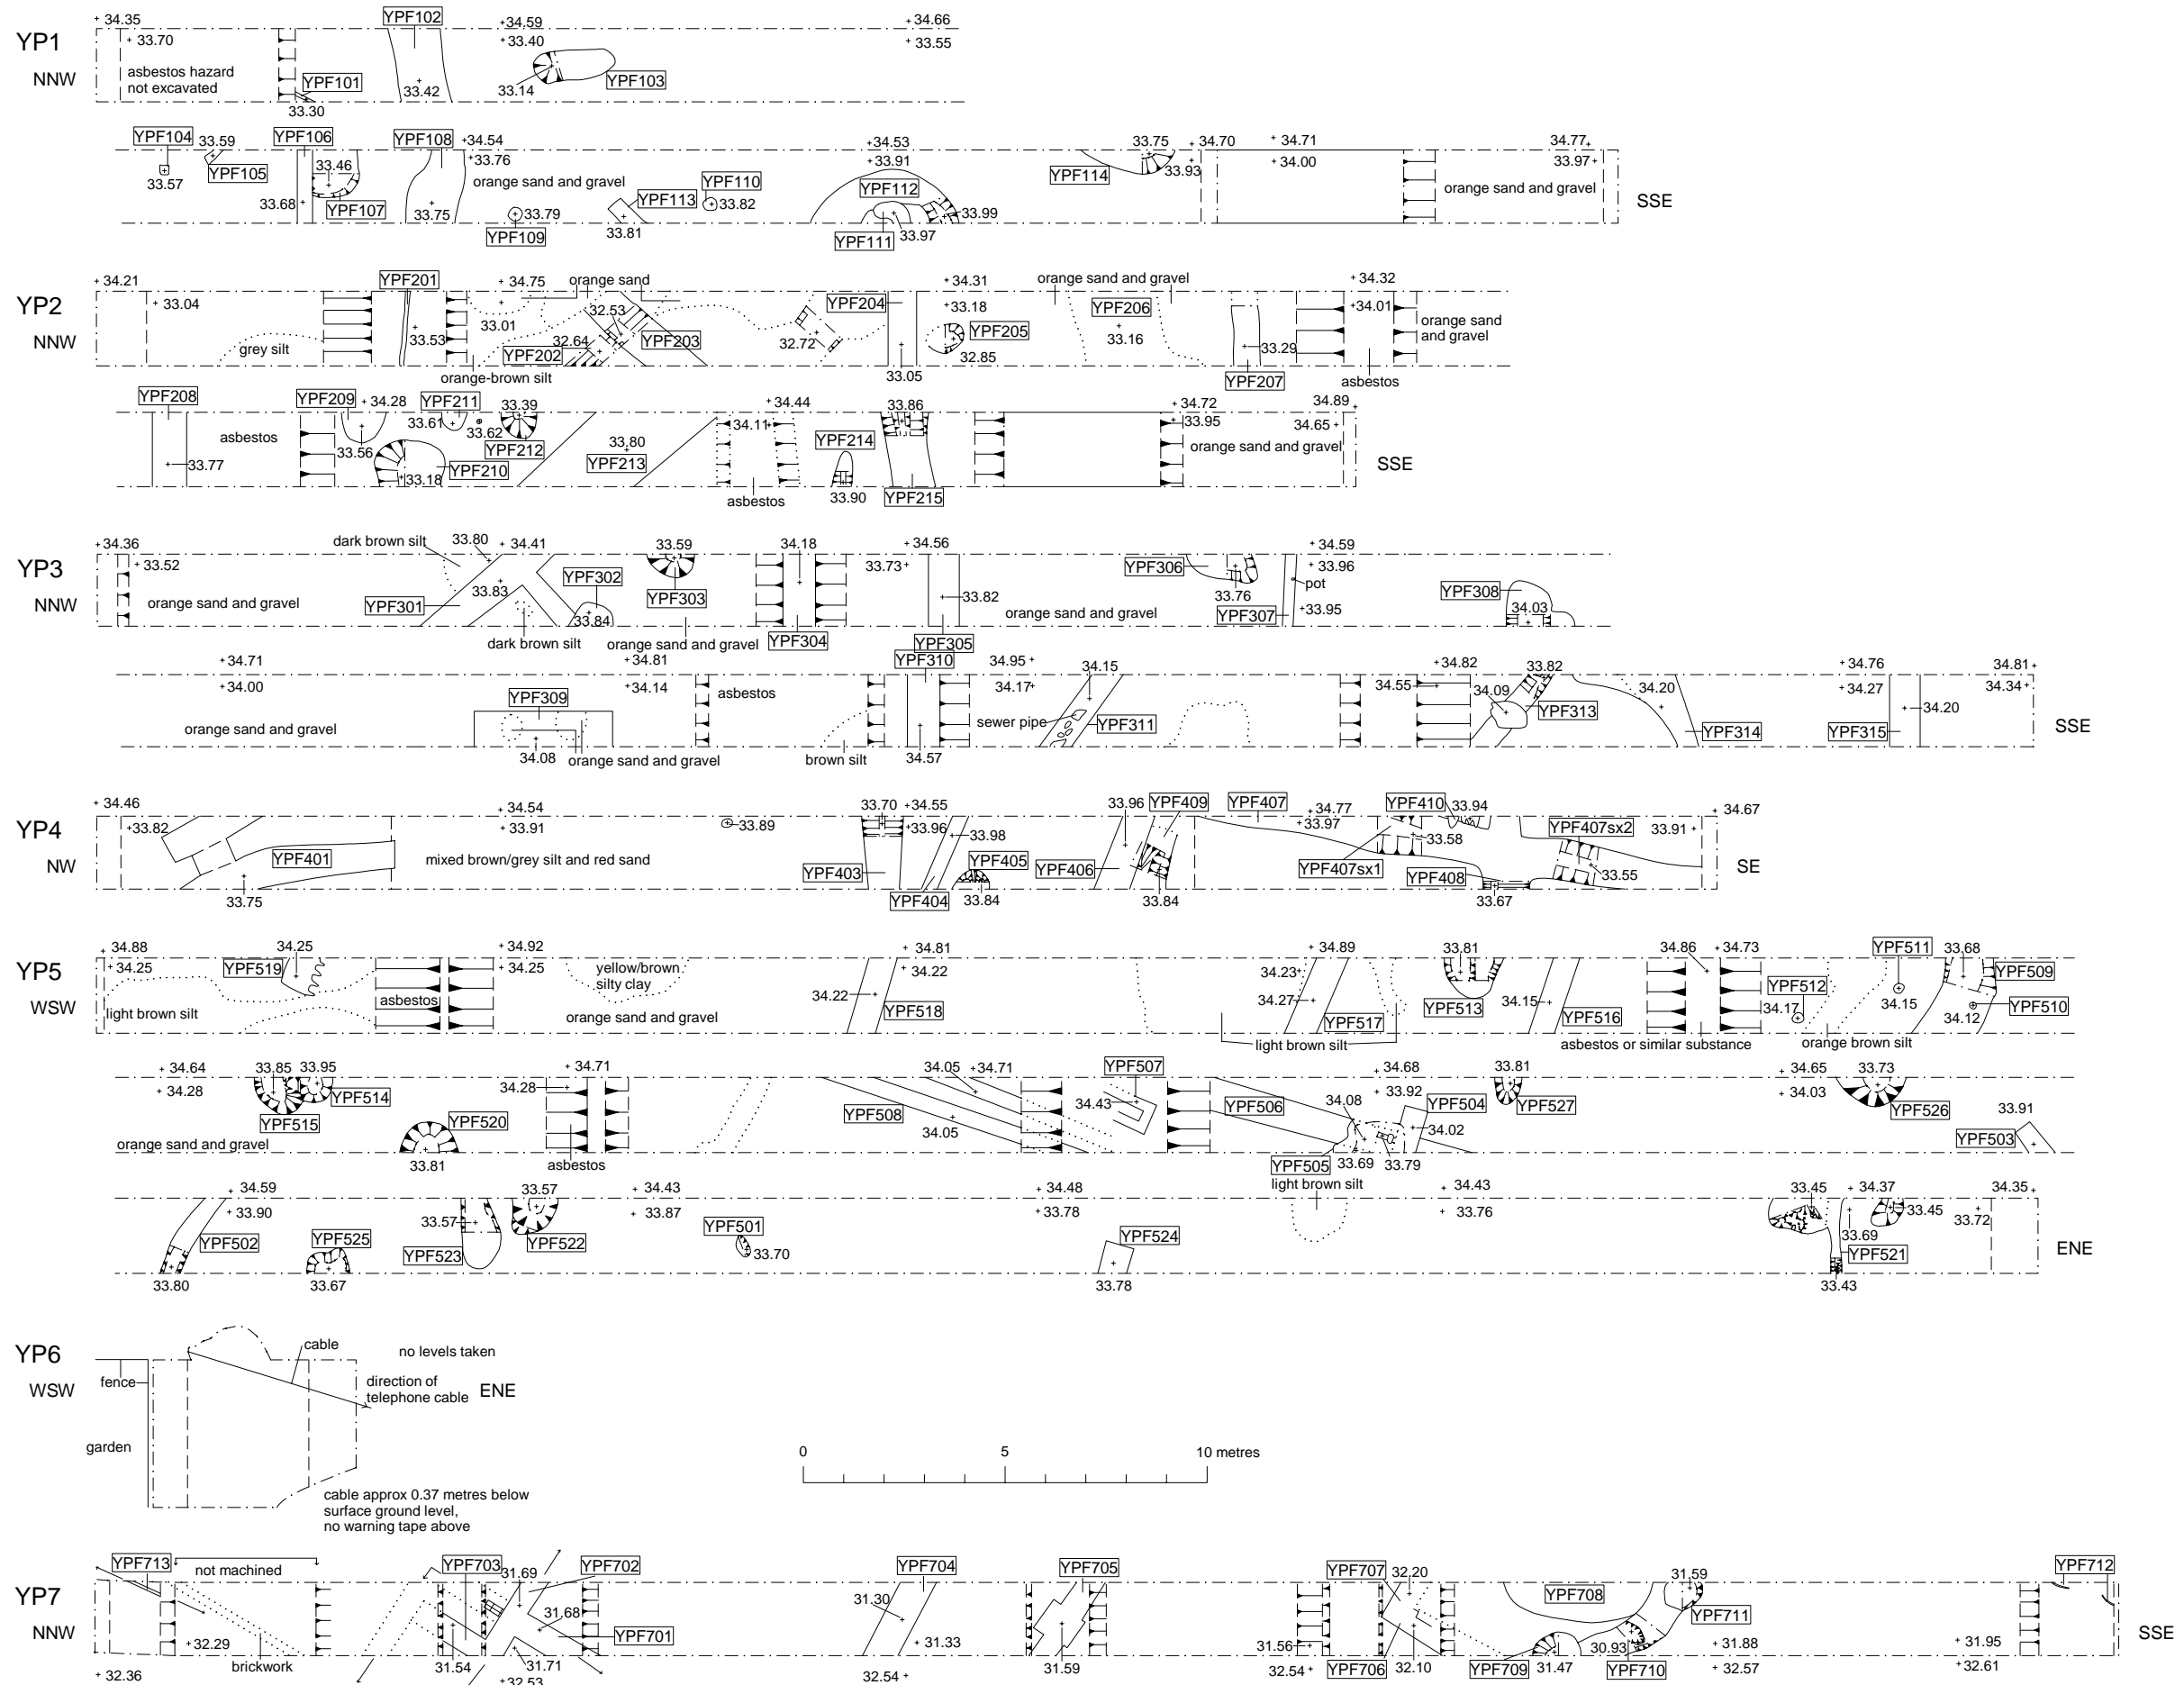 YP1
NNW
34.35
33.70
asbestos hazard
not excavated
YPF101
33.30
YPF102
33.42
34.59
33.40
33.14
YPF103
34.66
33.55
YPF104
33.57
33.59
YPF105
YPF106
33.46
33.68
YPF107
YPF108
33.75
34.54
33.76
orange sand and gravel
33.79
YPF109
YPF110
33.82
YPF113
33.81
34.53
33.91
YPF112
YPF111
33.97
33.99
YPF114
33.75
34.70
33.93
34.71
34.00
34.77
33.97
orange sand and gravel
SSE
YP2
NNW
34.21
33.04
grey silt
YPF201
33.53
34.75
33.01
orange sand
32.53
32.64
YPF202
YPF203
orange-brown silt
32.72
YPF204
33.05
34.31
33.18
YPF205
32.85
orange sand and gravel
YPF206
33.16
33.29
YPF207
34.32
34.01
asbestos
orange sand
and gravel
YPF208
33.77
asbestos
YPF209
34.28
33.56
YPF211
33.61
33.62
33.39
YPF212
YPF210
33.18
33.80
YPF213
34.44
34.11
asbestos
YPF214
33.90
33.86
YPF215
34.72
33.95
34.89
34.65
orange sand and gravel
SSE
YP3
NNW
34.36
33.52
orange sand and gravel
dark brown silt
33.80
34.41
33.83
YPF301
YPF302
33.84
dark brown silt
33.59
YPF303
orange sand and gravel
34.18
YPF304
34.56
33.73
33.82
YPF305
orange sand and gravel
YPF306
33.76
34.59
33.96
pot
YPF307
33.95
YPF308
34.03
34.71
34.00
orange sand and gravel
YPF309
34.08
orange sand and gravel
34.81
34.14
asbestos
brown silt
YPF310
34.57
34.95
34.17
34.15
sewer pipe
YPF311
34.82
34.55
34.09
33.82
YPF313
34.20
YPF314
34.76
34.27
YPF315
34.20
34.81
34.34
SSE
YP4
NW
34.46
33.82
YPF401
33.75
34.54
33.91
mixed brown/grey silt and red sand
33.89
33.70
34.55
33.96
YPF403
33.98
YPF404
YPF405
33.84
33.96
YPF406
YPF409
33.84
YPF407
34.77
33.97
YPF407sx1
YPF410
33.94
33.58
YPF408
33.67
YPF407sx2
33.55
33.91
34.67
SE
YP5
WSW
34.88
34.25
light brown silt
YPF519
34.25
asbestos
34.92
34.25
yellow/brown
silty clay
orange sand and gravel
34.81
34.22
34.22
YPF518
34.89
34.23
34.27
YPF517
light brown silt
33.81
YPF513
34.15
YPF516
34.86
34.73
asbestos or similar substance
YPF512
34.17
orange brown silt
YPF511
34.15
33.68
YPF509
YPF510
34.12
34.64
34.28
orange sand and gravel
33.85
33.95
YPF514
YPF515
YPF520
33.81
34.71
34.28
asbestos
YPF508
34.05
34.71
34.05
YPF507
34.43
YPF506
34.68
33.92
34.08
YPF504
34.02
YPF505
33.69
33.79
light brown silt
33.81
YPF527
34.65
34.03
33.73
YPF526
33.91
YPF503
34.59
33.90
YPF502
33.80
YPF525
33.67
33.57
YPF523
33.57
YPF522
34.43
33.87
YPF501
33.70
34.48
33.78
YPF524
33.78
34.43
33.76
33.45
34.37
33.45
33.69
YPF521
33.43
34.35
33.72
ENE
YP6
WSW
fence
garden
cable
no levels taken
direction of
telephone cable
ENE
cable approx 0.37 metres below
surface ground level,
no warning tape above
0
5
10 metres
YP7
NNW
YPF713
not machined
32.29
32.36
brickwork
YPF703
31.69
YPF702
31.68
YPF701
31.54
31.71
32.53
YPF704
31.30
31.33
32.54
YPF705
31.59
31.56
32.54
YPF707
32.20
YPF706
32.10
YPF708
31.59
YPF711
YPF709
31.47
30.93
YPF710
31.88
32.57
31.95
32.61
YPF712
SSE